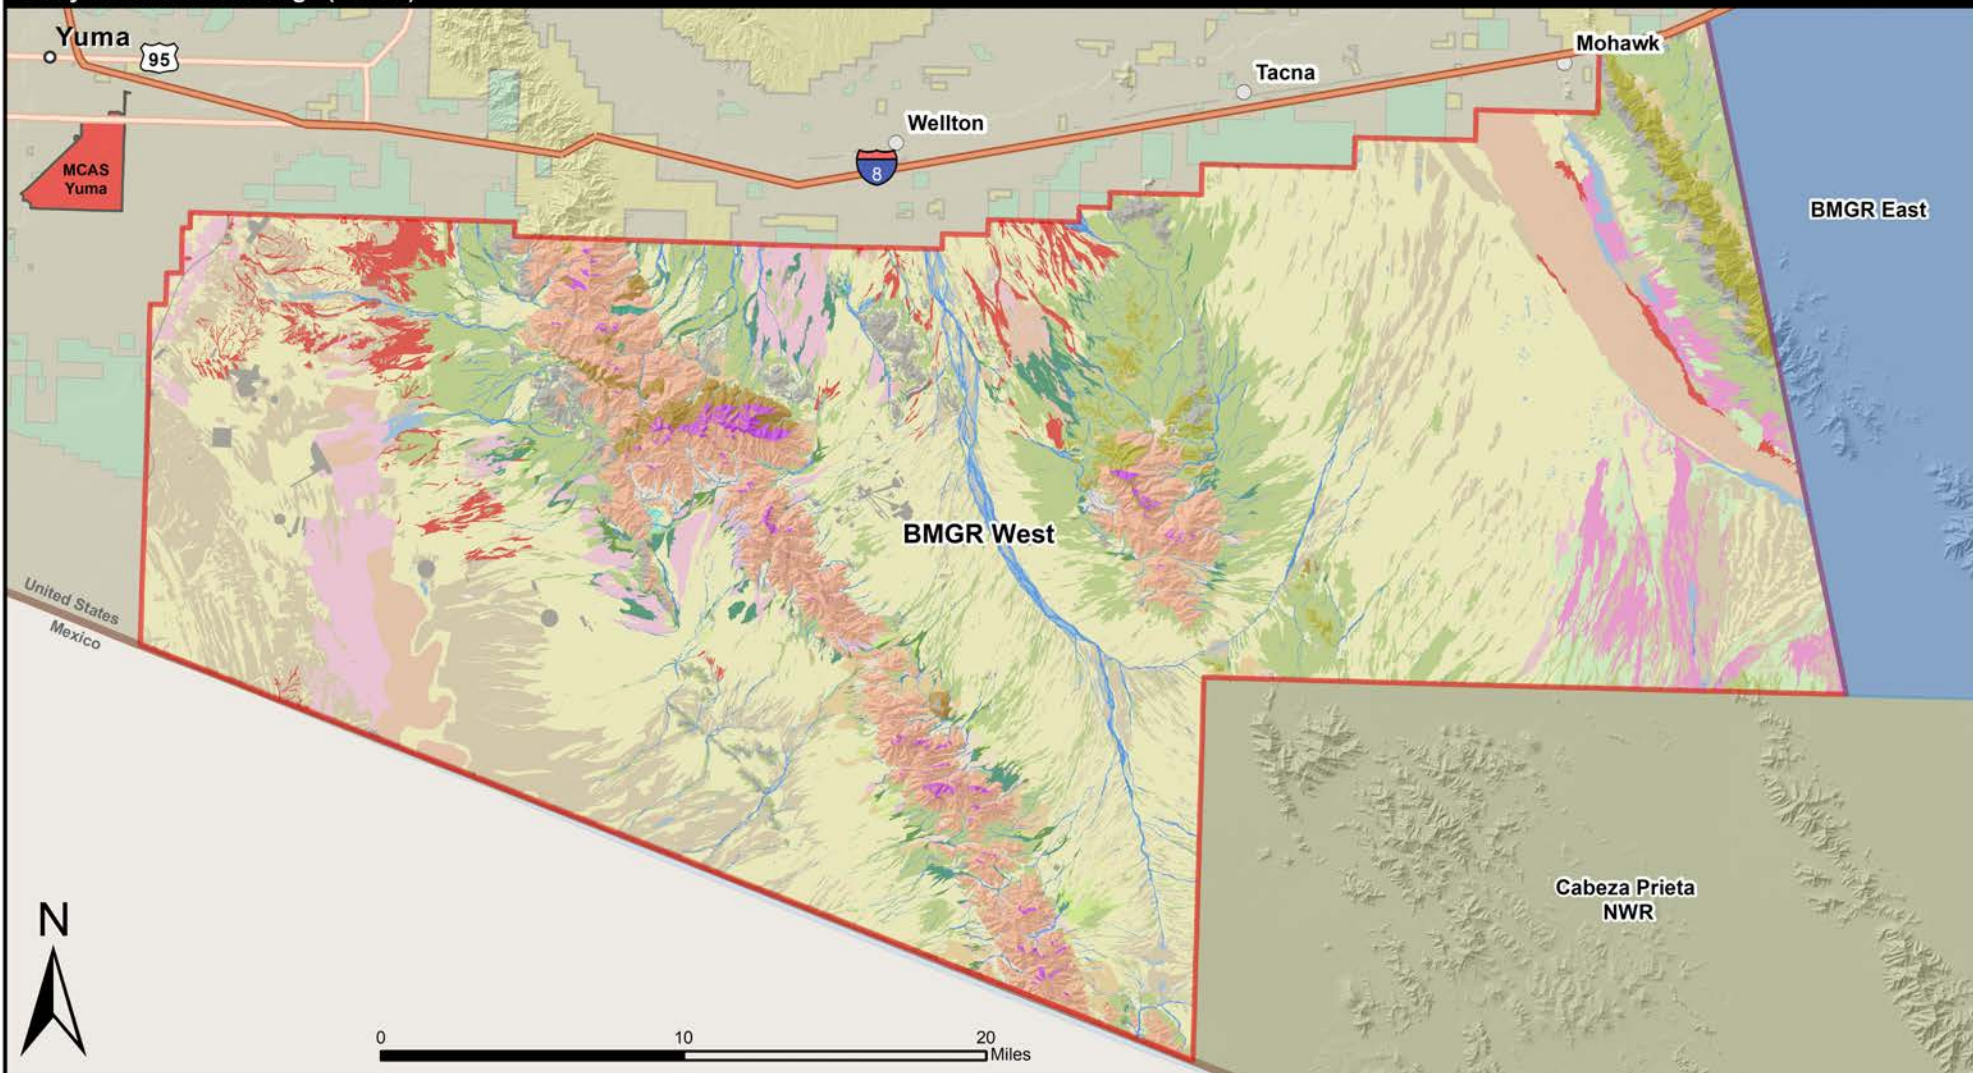 Yuma
95
Mohawk
Tacna
Wellton
8
MCAS
Yuma
BMGR East
BMGR West
United States
Mexico
Cabeza Prieta
NWR
N
0 10 20
Miles